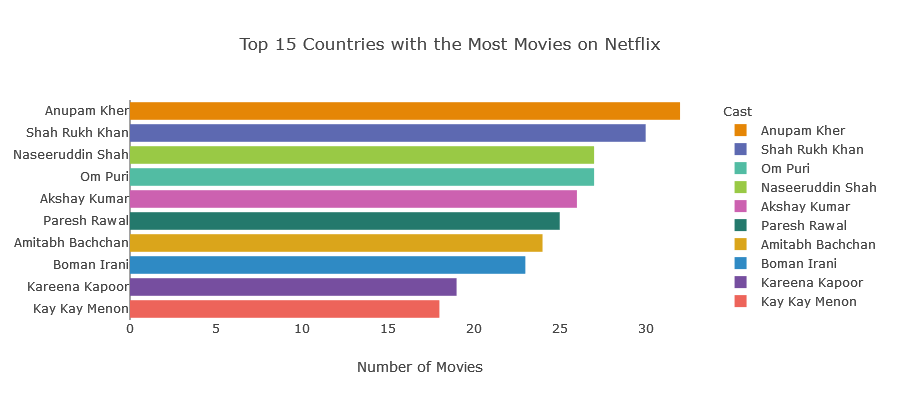 Top 15 Countries with the Most Movies on Netflix
Anupam Kher
Shah Rukh Khan
Naseeruddin Shah
Om Puri
Akshay Kumar
Paresh Rawal
Amitabh Bachchan
Boman Irani
Kareena Kapoor
Kay Kay Menon
0 5 10 15 20 25 30
Number of Movies
Cast
Anupam Kher
Shah Rukh Khan
Om Puri
Naseeruddin Shah
Akshay Kumar
Paresh Rawal
Amitabh Bachchan
Boman Irani
Kareena Kapoor
Kay Kay Menon